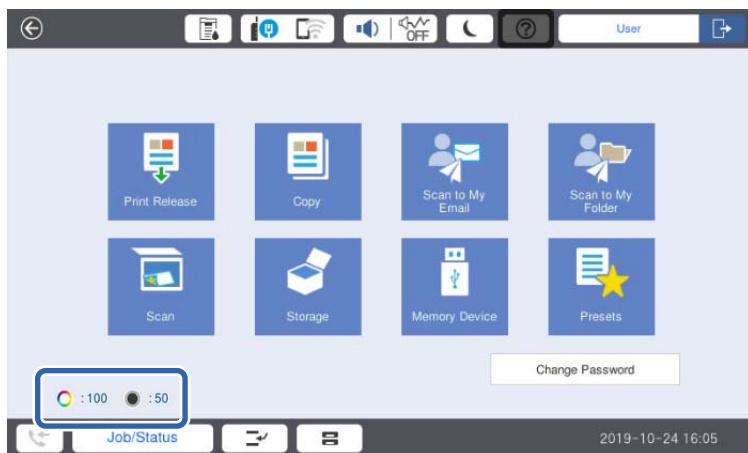 OFF
User
Print Release
Copy
Scan to My
Email
Scan to My
Folder
Scan
Storage
Memory Device
Presets
Change Password
: 100
: 50
Job/Status
2019-10-24 16:05